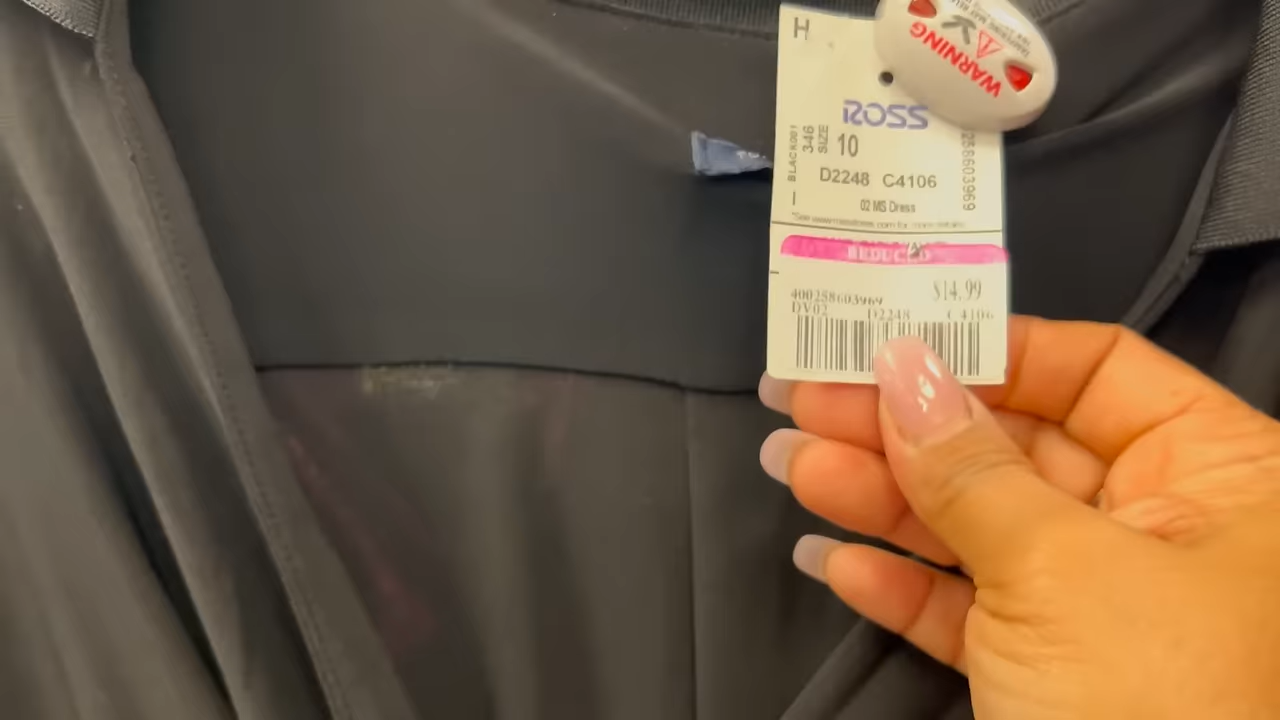 WARNING
H
ROSS
BLACK001
346
SIZE
10
D2248 C4106
02 MS Dress
REDUCED
$14.99
400258603969
DV02 D2248 C4106